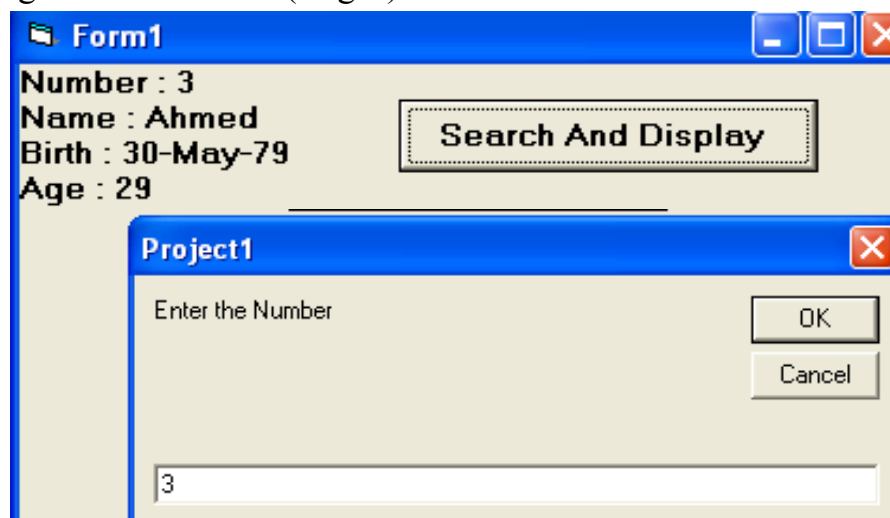 Form1
Number : 3
Name : Ahmed
Birth : 30-May-79
Age : 29
Search And Display
Project1
Enter the Number
OK
Cancel
3